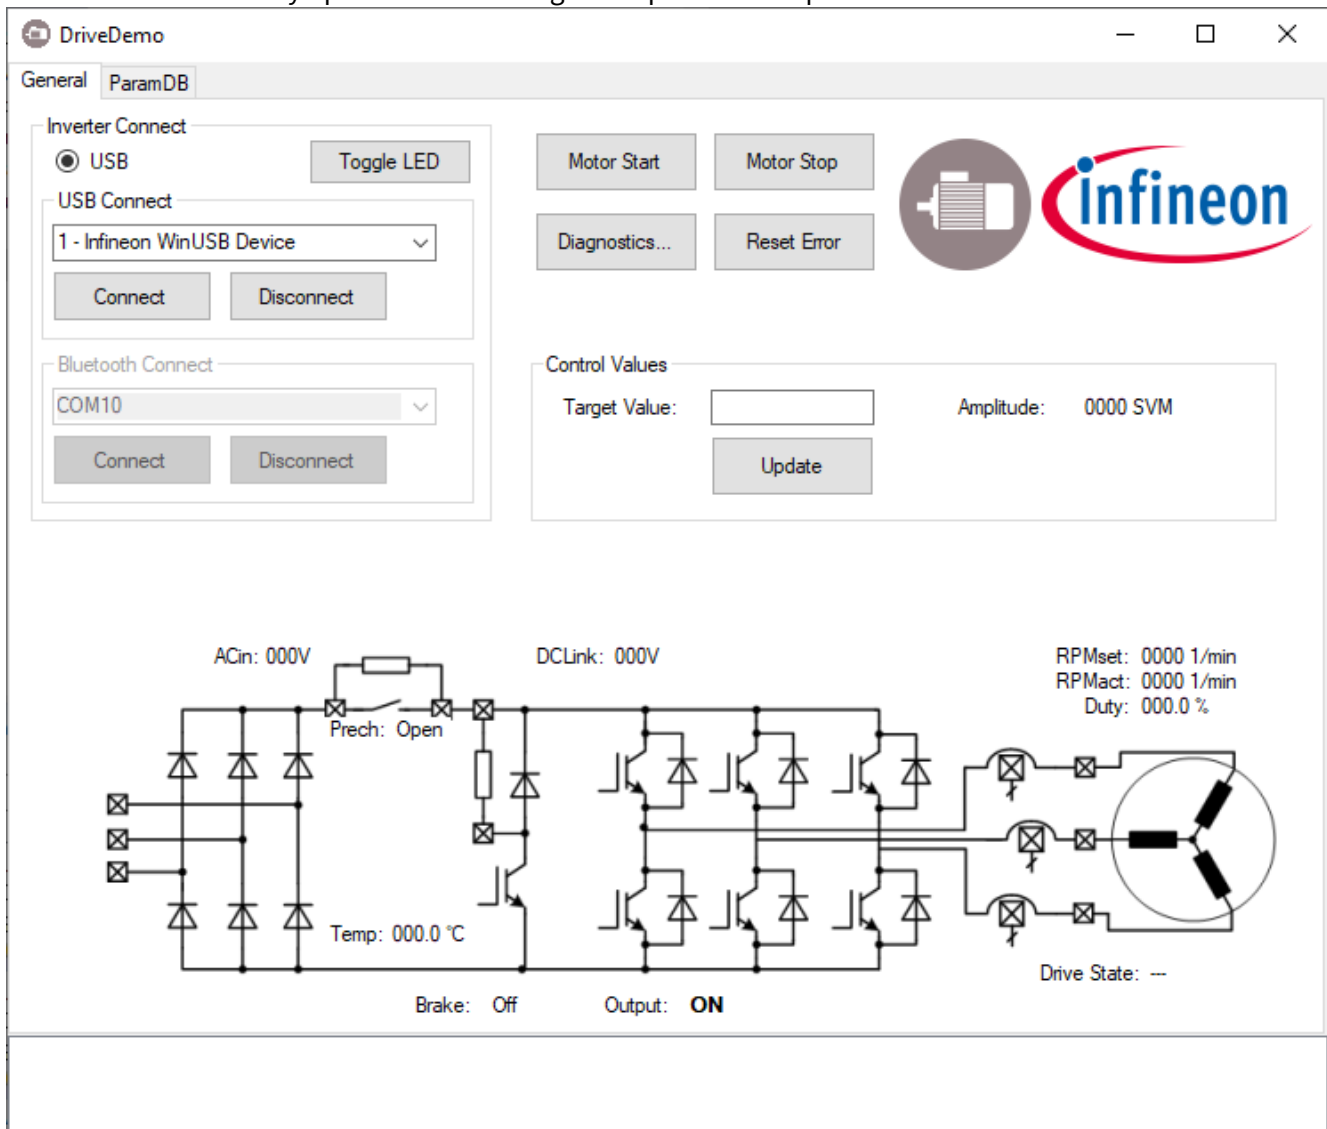 DriveDemo
General ParamDB
Inverter Connect
USB Toggle LED
USB Connect
1 - Infineon WinUSB Device
Connect Disconnect
Bluetooth Connect
COM10
Connect Disconnect
Motor Start Motor Stop
Diagnostics... Reset Error
infineon
Control Values
Target Value: Amplitude: 0000 SVM
Update
ACin: 000V DCLink: 000V
RPMset: 0000 1/min
RPMact: 0000 1/min
Duty: 000.0 %
Prech: Open
Temp: 000.0 °C
Drive State: ---
Brake: Off Output: ON